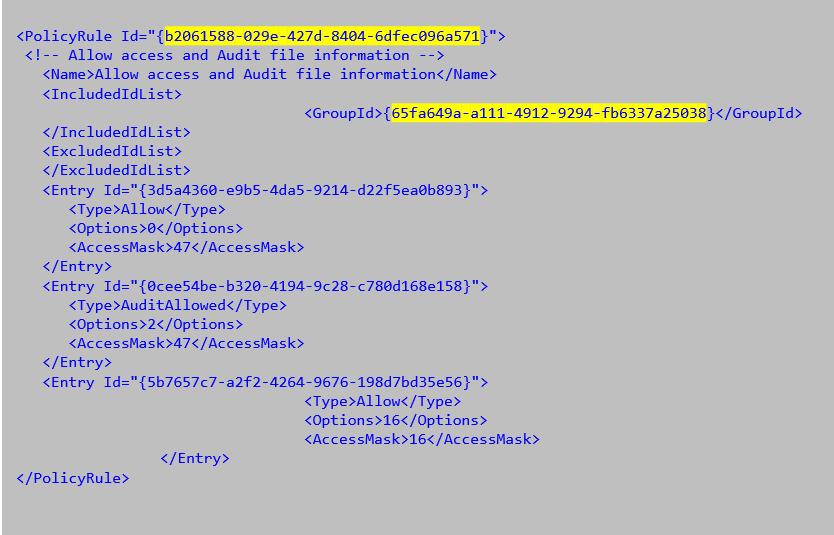 <PolicyRule Id="{b2061588-029e-427d-8404-6dfec096a571}">
<!-- Allow access and Audit file information -->
<Name>Allow access and Audit file information</Name>
<IncludedIdList>
<GroupId>{65fa649a-a111-4912-9294-fb6337a25038}</GroupId>
</IncludedIdList>
<ExcludedIdList>
</ExcludedIdList>
<Entry Id="{3d5a4360-e9b5-4da5-9214-d22f5ea0b893}">
<Type>Allow</Type>
<Options>0</Options>
<AccessMask>47</AccessMask>
</Entry>
<Entry Id="{0cee54be-b320-4194-9c28-c780d168e158}">
<Type>AuditAllowed</Type>
<Options>2</Options>
<AccessMask>47</AccessMask>
</Entry>
<Entry Id="{5b7657c7-a2f2-4264-9676-198d7bd35e56}">
<Type>Allow</Type>
<Options>16</Options>
<AccessMask>16</AccessMask>
</Entry>
</PolicyRule>